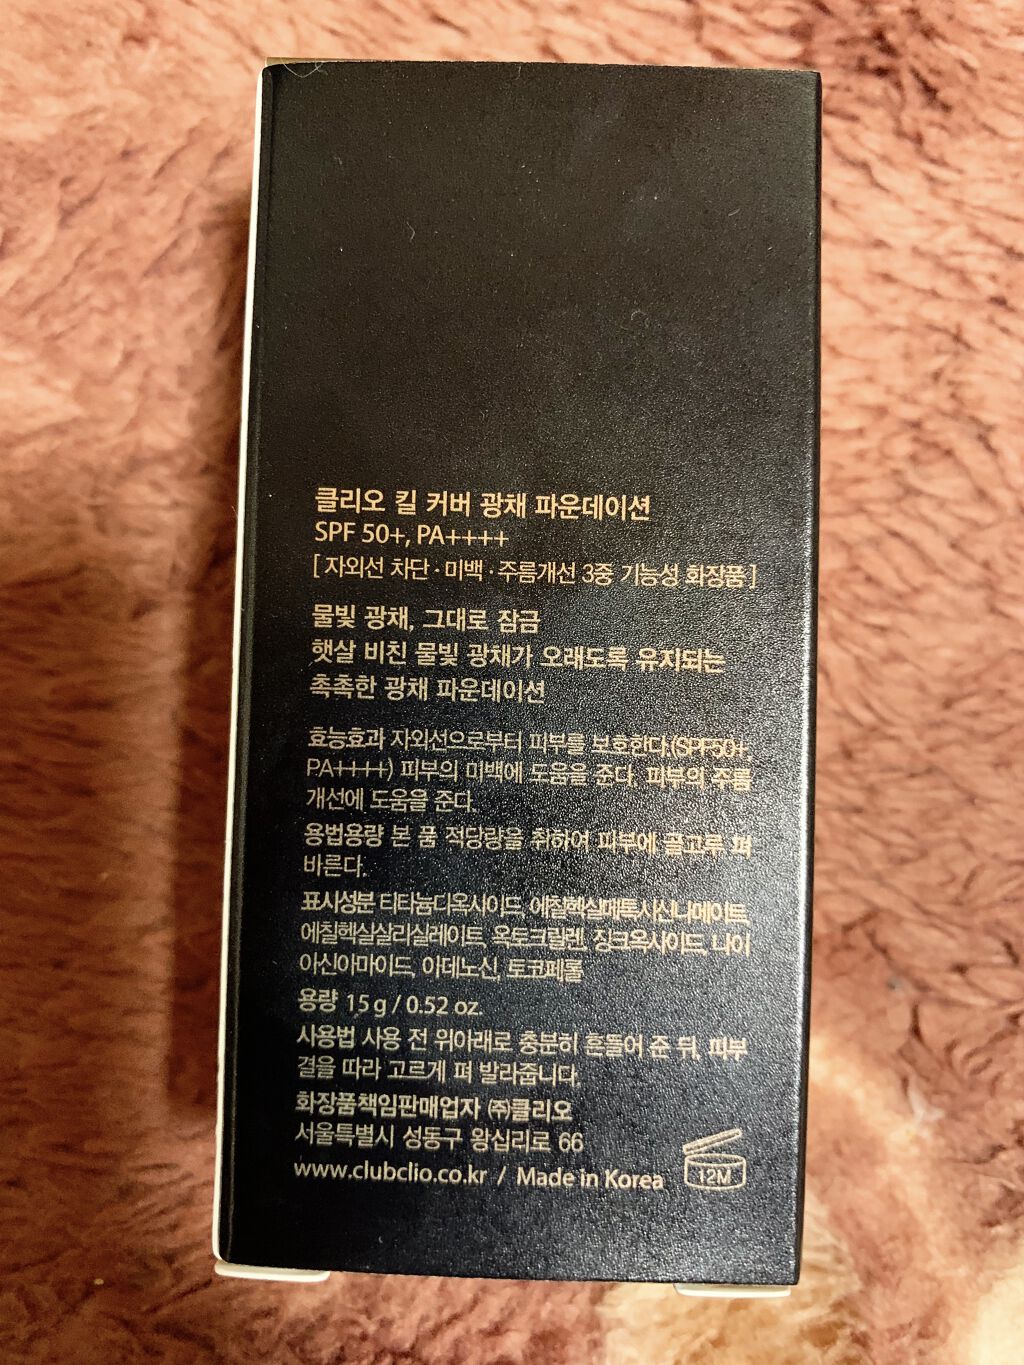 클리오 킬 커버 광채 파운데이션
SPF 50+, PA++++
[ 자외선 차단 · 미백 · 주름개선 3중 기능성 화장품 ]
물빛 광채, 그대로 잠금
햇살 비친 물빛 광채가 오래도록 유지되는
촉촉한 광채 파운데이션
효능효과 자외선으로부터 피부를 보호한다.(SPF50+,
PA++++) 피부의 미백에 도움을 준다. 피부의 주름
개선에 도움을 준다.
용법용량 본 품 적당량을 취하여 피부에 골고루 펴
바른다.
표시성분 티타늄디옥사이드, 에칠헥실메톡시신나메이트,
에칠헥실살리실레이트, 옥토크릴렌, 징크옥사이드, 나이
아신아마이드, 아데노신, 토코페롤
용량 15 g / 0.52 oz.
사용법 사용 전 위아래로 충분히 흔들어 준 뒤, 피부
결을 따라 고르게 펴 발라줍니다.
화장품책임판매업자 ㈜클리오
서울특별시 성동구 왕십리로 66
www.clubclio.co.kr / Made in Korea
12M